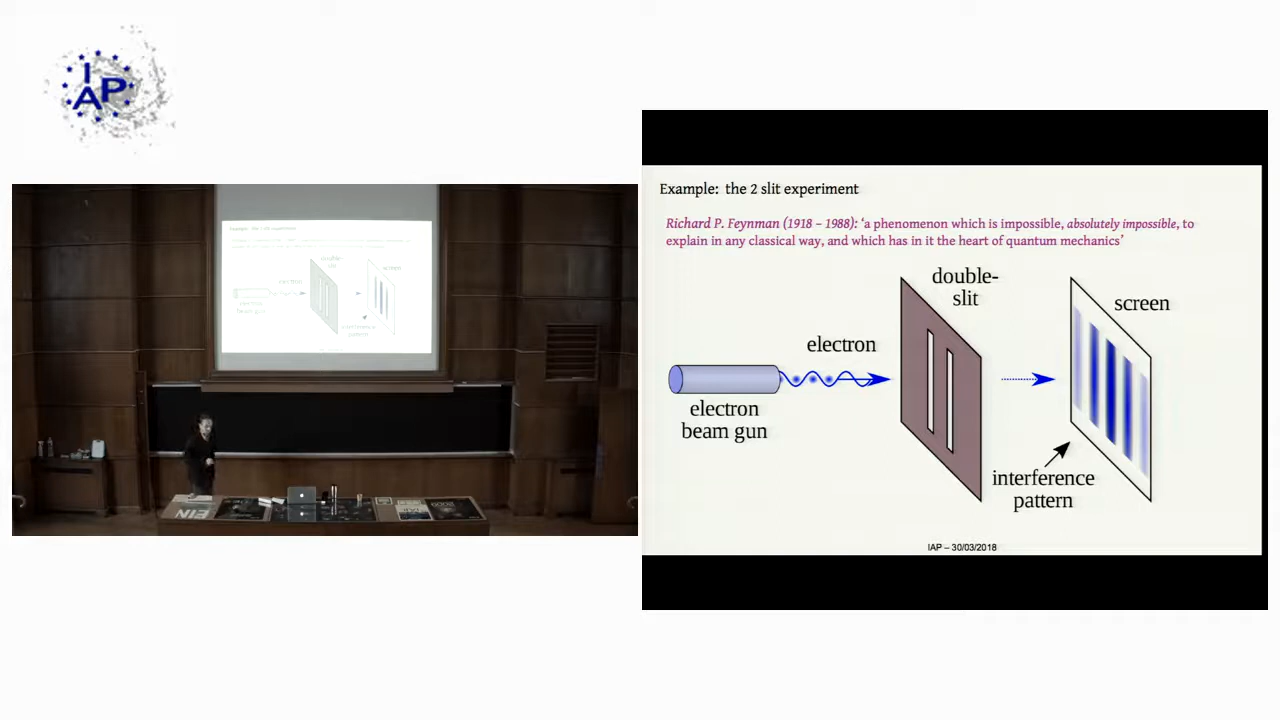 I
AP
Example: the 2 slit experiment
Richard P. Feynman (1918 – 1988): ‘a phenomenon which is impossible, absolutely impossible, to
explain in any classical way, and which has in it the heart of quantum mechanics’
double-
slit
screen
electron
electron
beam gun
interference
pattern
IAP – 30/03/2018